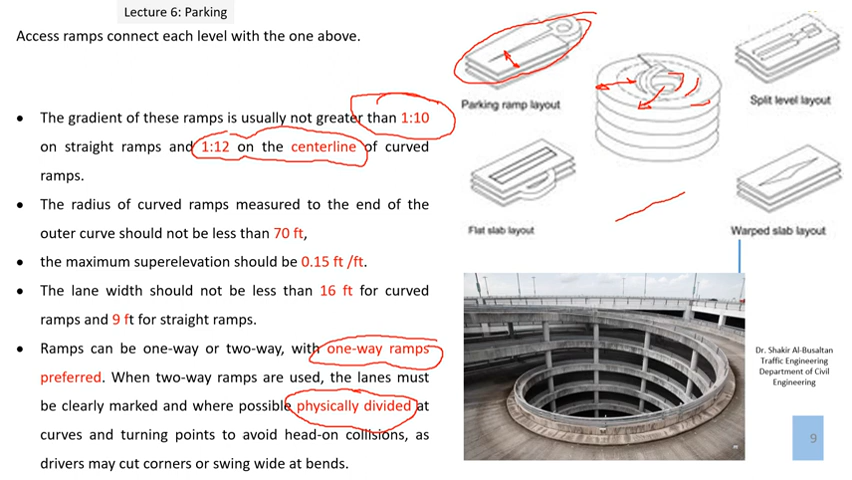 Lecture 6: Parking
Access ramps connect each level with the one above.
• The gradient of these ramps is usually not greater than 1:10
on straight ramps and 1:12 on the centerline of curved
ramps.
• The radius of curved ramps measured to the end of the
outer curve should not be less than 70 ft,
• the maximum superelevation should be 0.15 ft /ft.
• The lane width should not be less than 16 ft for curved
ramps and 9 ft for straight ramps.
• Ramps can be one-way or two-way, with one-way ramps
preferred. When two-way ramps are used, the lanes must
be clearly marked and where possible physically divided at
curves and turning points to avoid head-on collisions, as
drivers may cut corners or swing wide at bends.
Parking ramp layout
Split level layout
Flat slab layout
Warped slab layout
Dr. Shakir Al-Busaltan
Traffic Engineering
Department of Civil
Engineering
9